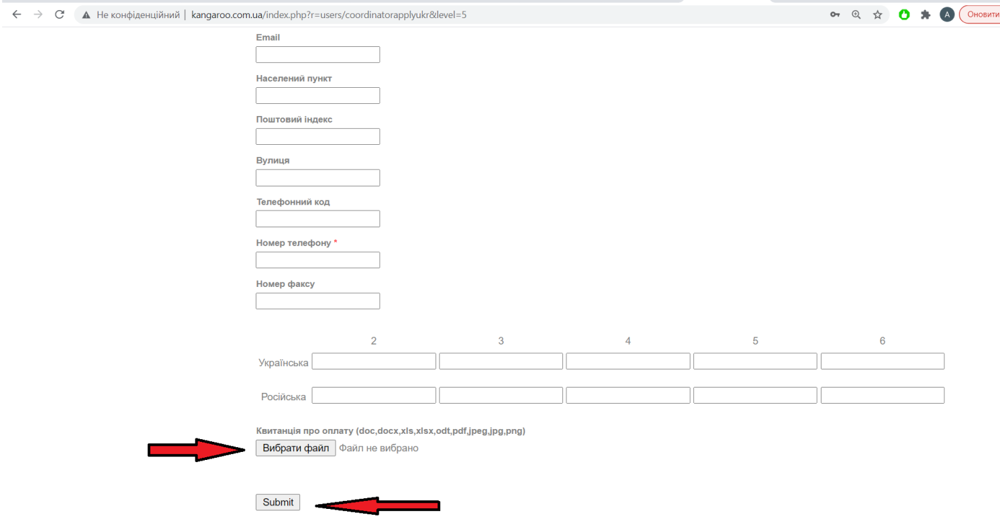 Не конфіденційний | kangaroo.com.ua/index.php?r=users/coordinatorapplyukr&level=5 А Оновити
Email
Населений пункт
Поштовий індекс
Вулиця
Телефонний код
Номер телефону *
Номер факсу
2 3 4 5 6
Українська
Російська
Квитанція про оплату (doc,docx,xls,xlsx,odt,pdf,jpeg,jpg,png)
Вибрати файл Файл не вибрано
Submit